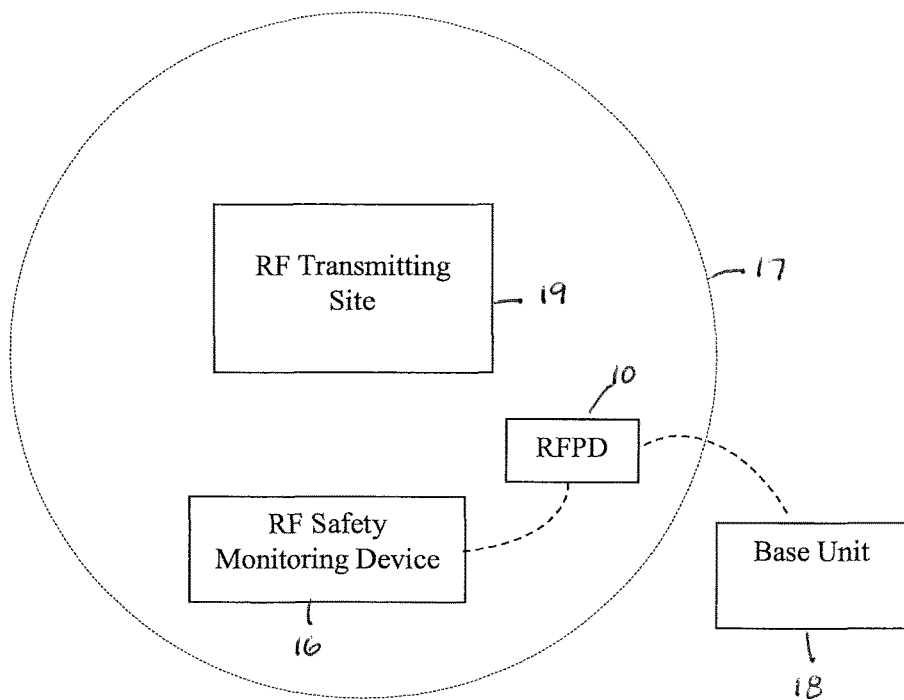 RF Transmitting
Site
19
17
10
RFPD
RF Safety
Monitoring Device
16
Base Unit
18